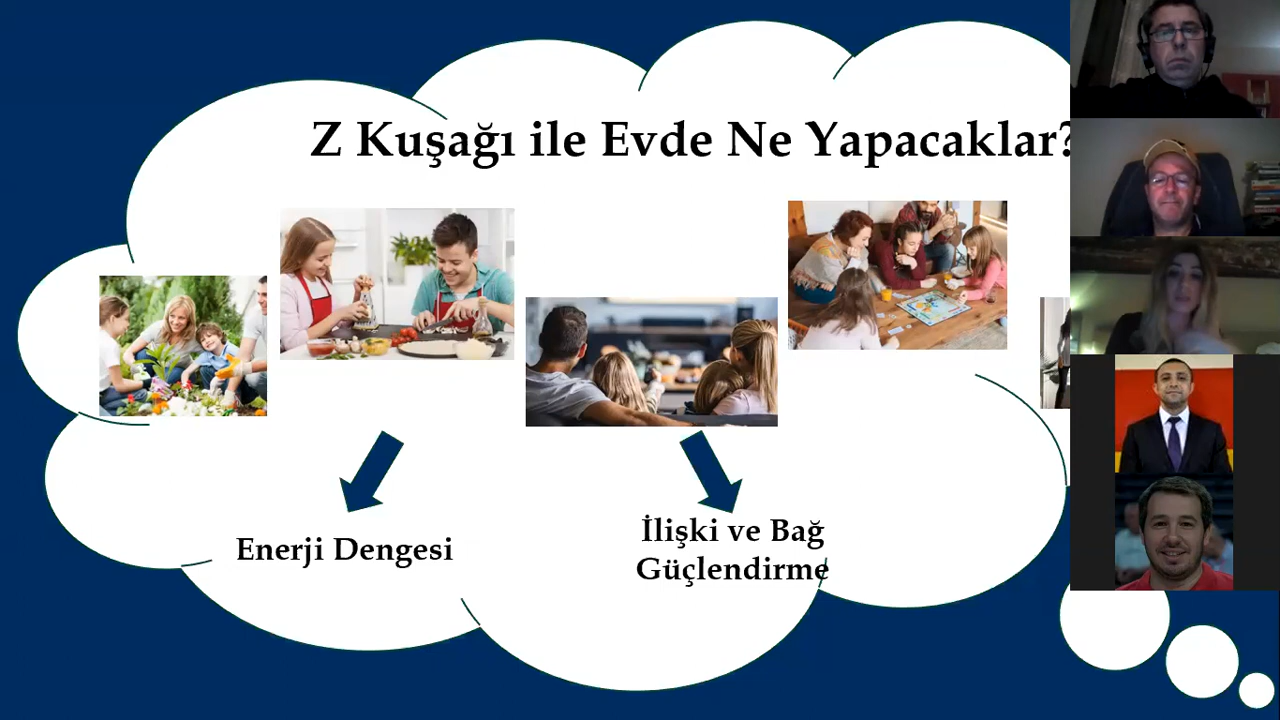 Z Kuşağı ile Evde Ne Yapacaklar?
Enerji Dengesi
İlişki ve Bağ
Güçlendirme